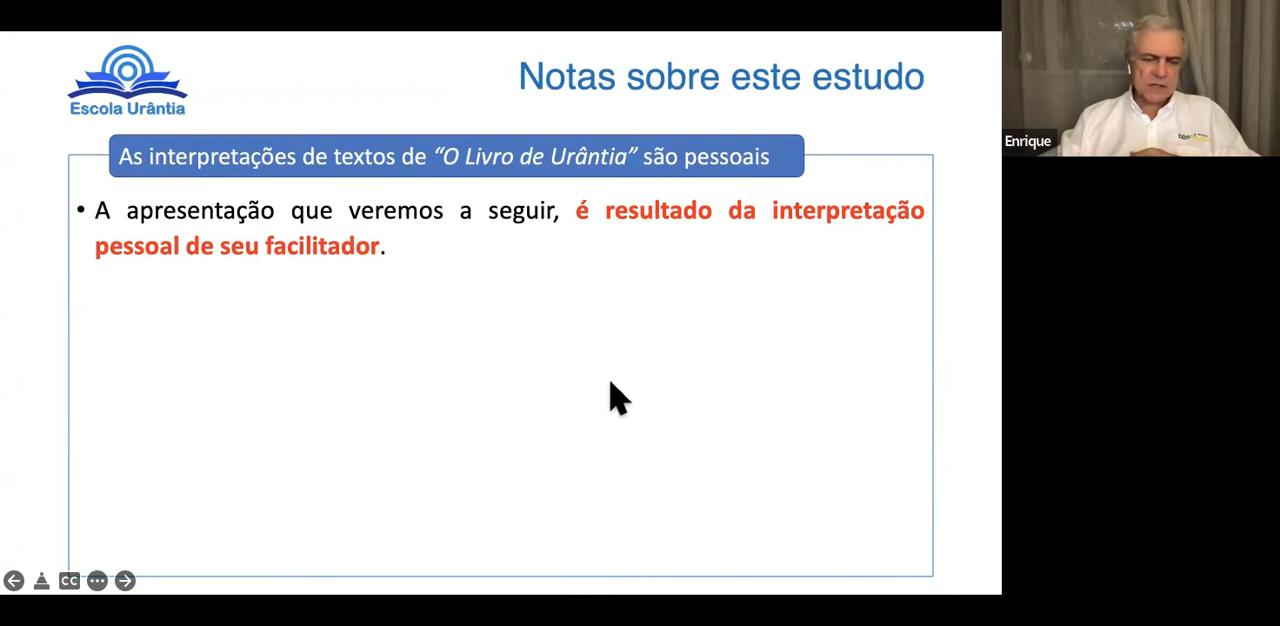 Escola Urântia
Notas sobre este estudo
As interpretações de textos de “O Livro de Urântia” são pessoais
• A apresentação que veremos a seguir, é resultado da interpretação
pessoal de seu facilitador.
CC
Enrique